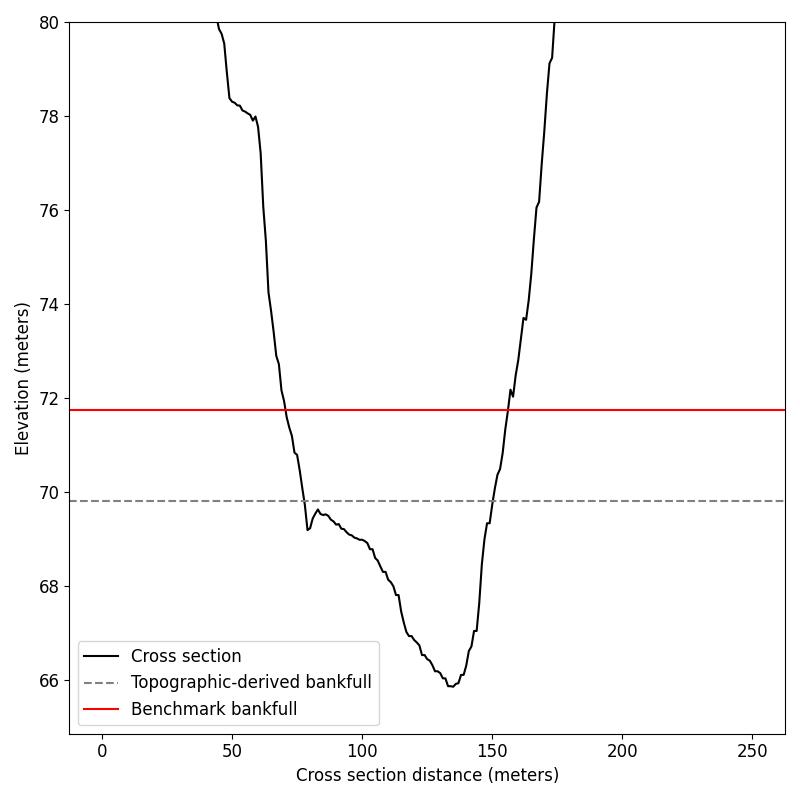 80
78
76
74
72
70
68
66
Elevation (meters)
Cross section
Topographic-derived bankfull
Benchmark bankfull
0 50 100 150 200 250
Cross section distance (meters)